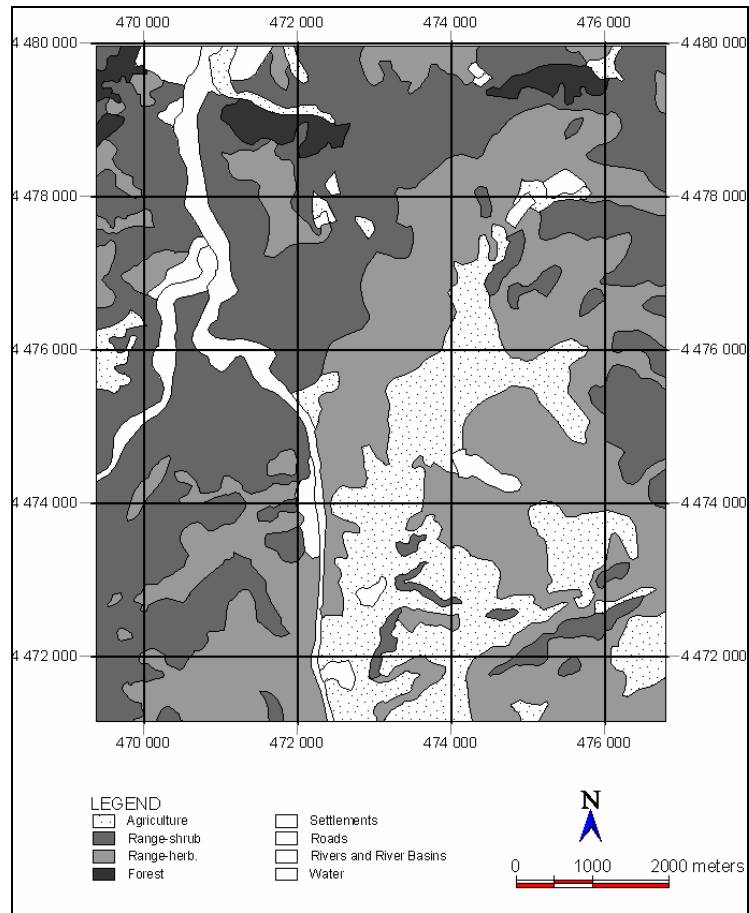 470 000 472 000 474 000 476 000
4 480 000 4 480 000
4 478 000 4 478 000
4 476 000 4 476 000
4 474 000 4 474 000
4 472 000 4 472 000
470 000 472 000 474 000 476 000
LEGEND
Agriculture
Range-shrub
Range-herb.
Forest
Settlements
Roads
Rivers and River Basins
Water
N
0 1000 2000 meters